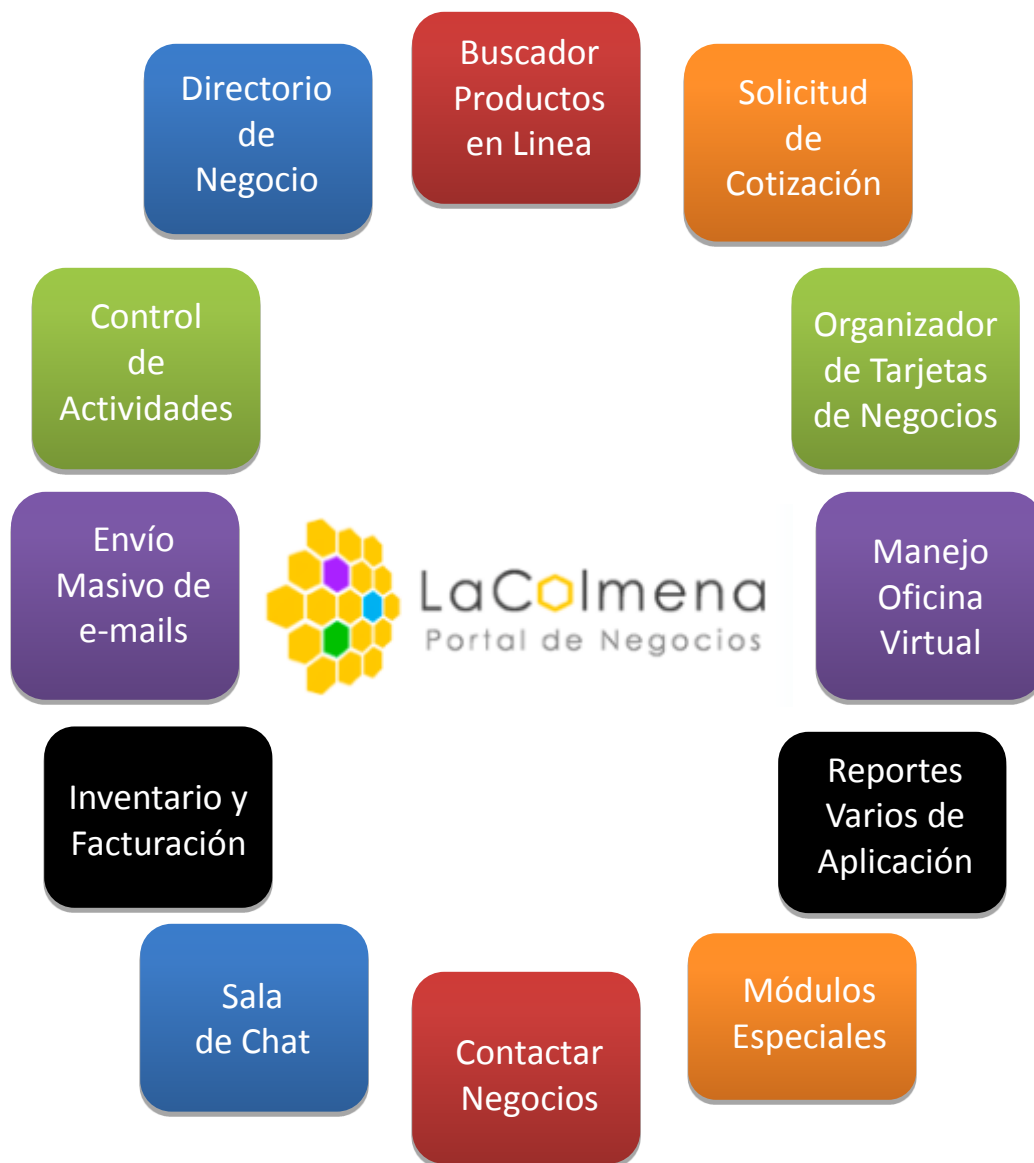 Directorio
de
Negocio
Buscador
Productos
en Linea
Solicitud
de
Cotización
Control
de
Actividades
Organizador
de Tarjetas
de Negocios
Envío
Masivo de
e-mails
LaColmena
Portal de Negocios
Manejo
Oficina
Virtual
Inventario y
Facturación
Reportes
Varios de
Aplicación
Sala
de Chat
Contactar
Negocios
Módulos
Especiales